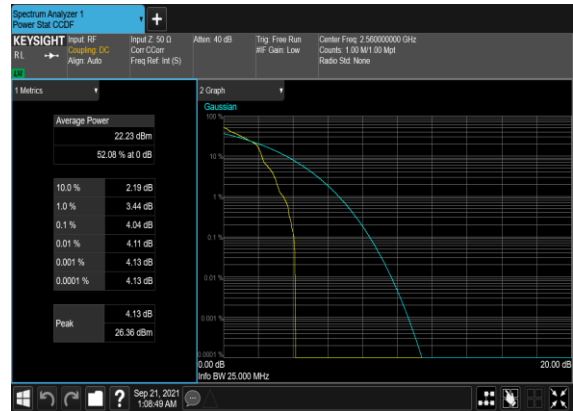 Spectrum Analyzer 1
Power Stat CCDF
KEYSIGHT
R L
LXI
Input: RF
Coupling: DC
Align: Auto
Input Z: 50 Ω
Corr CCorr
Freq Ref: Int (S)
Atten: 40 dB
Trig: Free Run
#IF Gain: Low
Center Freq: 2.560000000 GHz
Counts: 1.00 M/1.00 Mpt
Radio Std: None
1 Metrics
Average Power
22.23 dBm
52.08 % at 0 dB
10.0 % 2.19 dB
1.0 % 3.44 dB
0.1 % 4.04 dB
0.01 % 4.11 dB
0.001 % 4.13 dB
0.0001 % 4.13 dB
Peak
4.13 dB
26.36 dBm
2 Graph
Gaussian
100 %
10 %
1 %
0.1 %
0.01 %
0.001 %
0.0001 %
0.00 dB 20.00 dB
Info BW 25.000 MHz
Sep 21, 2021
1:08:49 AM